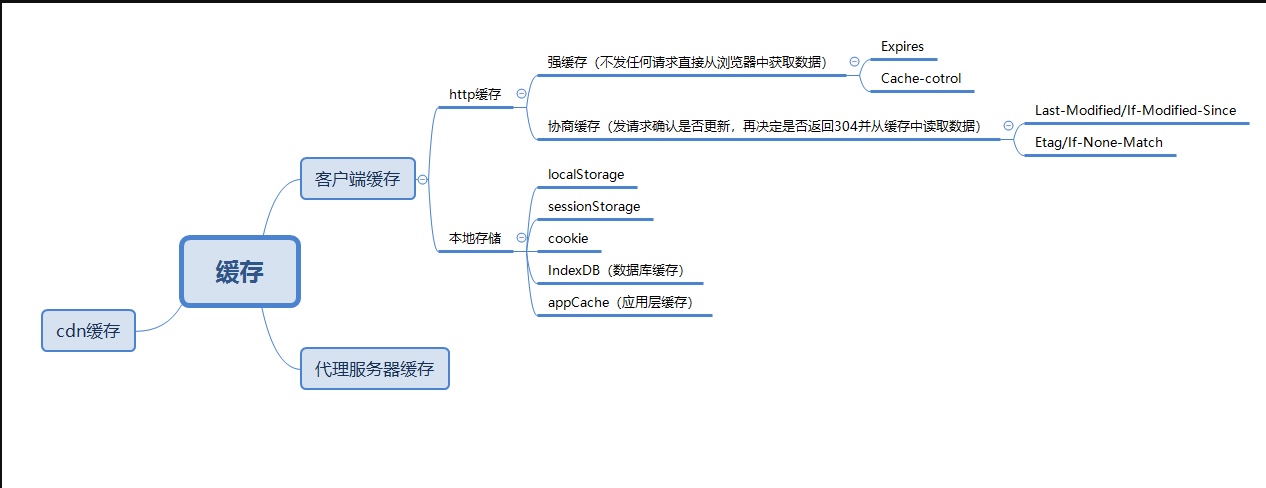 缓存
客户端缓存
http缓存
强缓存（不发任何请求直接从浏览器中获取数据）
Expires
Cache-cotrol
协商缓存（发请求确认是否更新，再决定是否返回304并从缓存中读取数据）
Last-Modified/If-Modified-Since
Etag/If-None-Match
本地存储
localStorage
sessionStorage
cookie
IndexDB（数据库缓存）
appCache（应用层缓存）
代理服务器缓存
cdn缓存